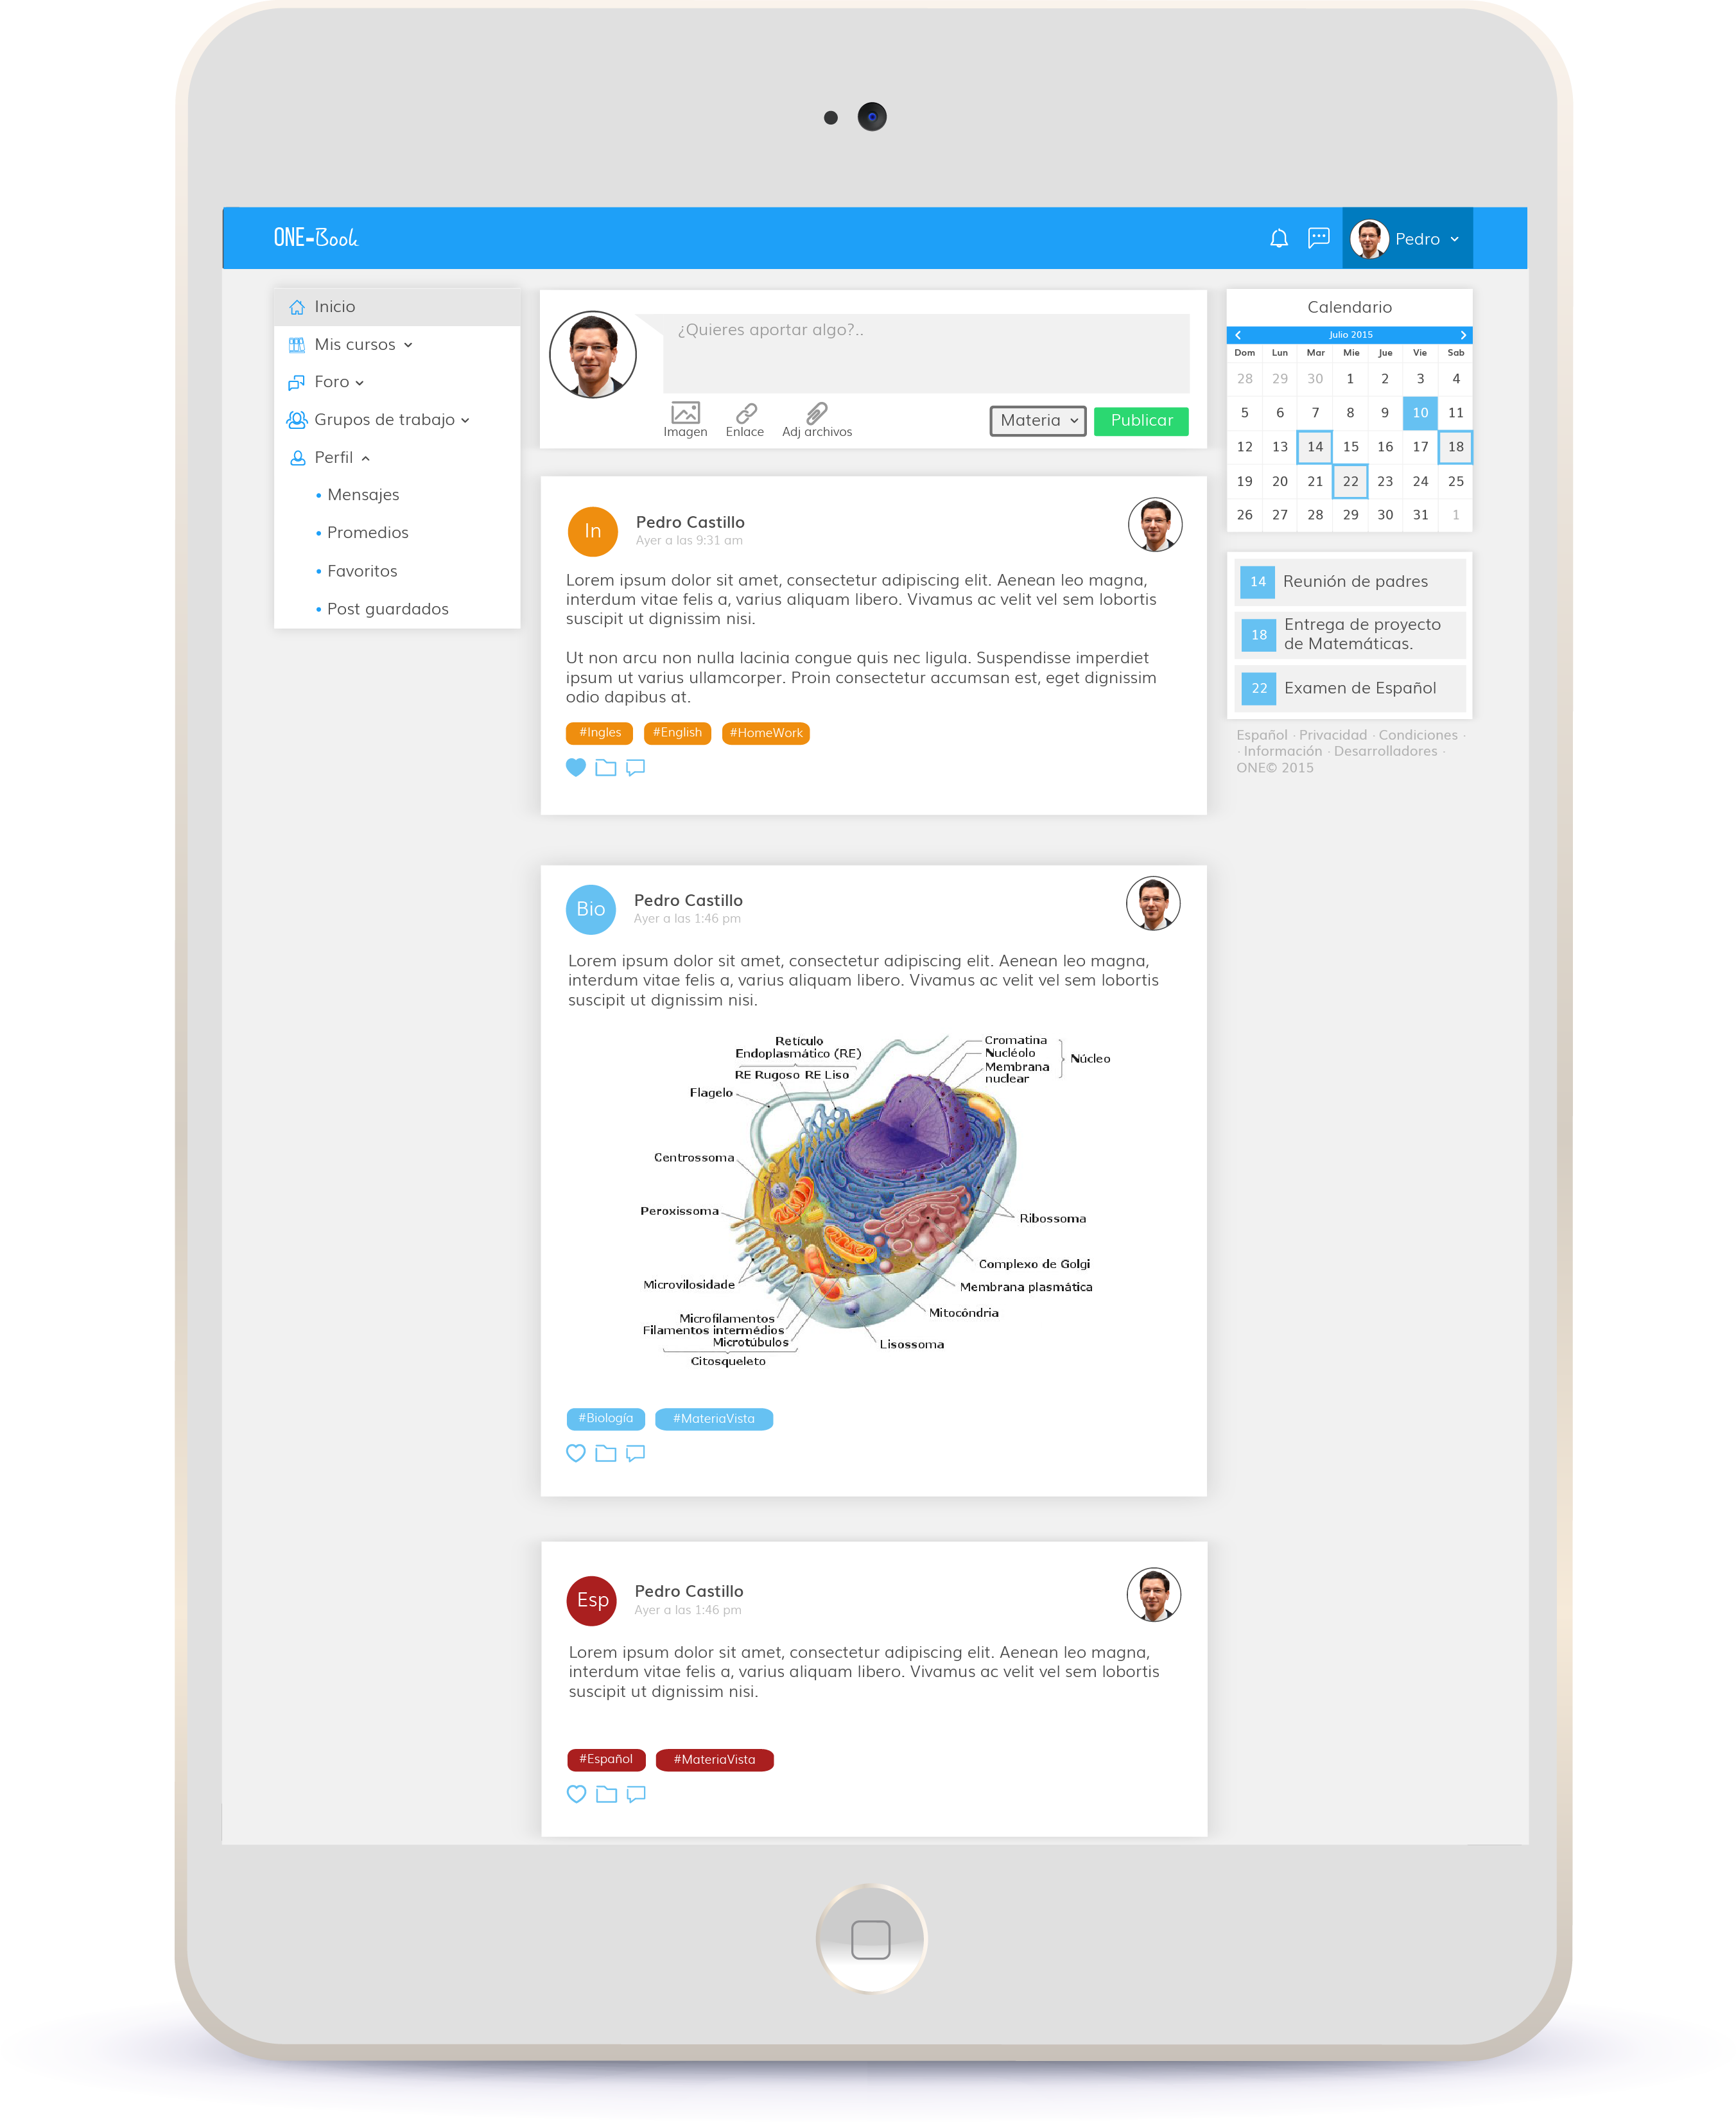 ONE-Book
Pedro
Inicio
Mis cursos
Foro
Grupos de trabajo
Perfil
Mensajes
Promedios
Favoritos
Post guardados
¿Quieres aportar algo?..
Imagen Enlace Adj archivos
Materia Publicar
In
Pedro Castillo
Ayer a las 9:31 am
Lorem ipsum dolor sit amet, consectetur adipiscing elit. Aenean leo magna,
interdum vitae felis a, varius aliquam libero. Vivamus ac velit vel sem lobortis
suscipit ut dignissim nisi.
Ut non arcu non nulla lacinia congue quis nec ligula. Suspendisse imperdiet
ipsum ut varius ullamcorper. Proin consectetur accumsan est, eget dignissim
odio dapibus at.
#Ingles #English #HomeWork
Bio
Pedro Castillo
Ayer a las 1:46 pm
Lorem ipsum dolor sit amet, consectetur adipiscing elit. Aenean leo magna,
interdum vitae felis a, varius aliquam libero. Vivamus ac velit vel sem lobortis
suscipit ut dignissim nisi.
Retículo
Endoplasmático (RE)
RE Rugoso RE Liso
Flagelo
Centrossoma
Peroxissoma
Microvilosidade
Microfilamentos
Filamentos intermédios
Microtúbulos
Citosqueleto
Cromatina
Nucléolo
Membrana
nuclear
Núcleo
Ribossoma
Complexo de Golgi
Membrana plasmática
Mitocôndria
Lisossoma
#Biología #MateriaVista
Esp
Pedro Castillo
Ayer a las 1:46 pm
Lorem ipsum dolor sit amet, consectetur adipiscing elit. Aenean leo magna,
interdum vitae felis a, varius aliquam libero. Vivamus ac velit vel sem lobortis
suscipit ut dignissim nisi.
#Español #MateriaVista
Calendario
Julio 2015
Dom Lun Mar Mie Jue Vie Sab
28 29 30 1 2 3 4
5 6 7 8 9 10 11
12 13 14 15 16 17 18
19 20 21 22 23 24 25
26 27 28 29 30 31 1
14 Reunión de padres
18 Entrega de proyecto
de Matemáticas.
22 Examen de Español
Español · Privacidad · Condiciones ·
· Información · Desarrolladores ·
ONE© 2015